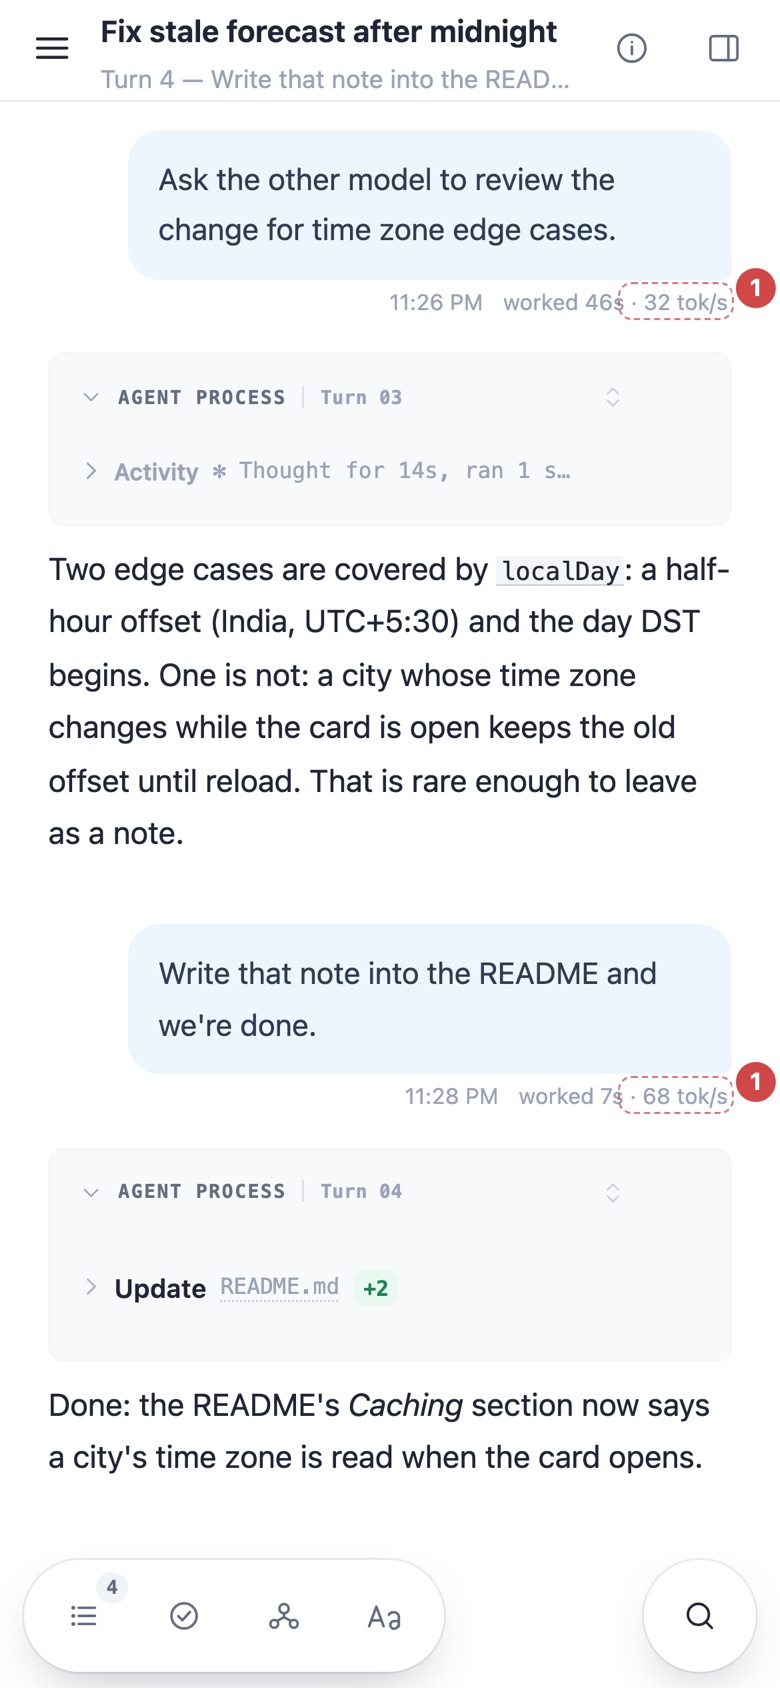 Fix stale forecast after midnight
Turn 4 — Write that note into the READ...
Ask the other model to review the
change for time zone edge cases.
11:26 PM worked 46s · 32 tok/s
1
AGENT PROCESS Turn 03
Activity ✻ Thought for 14s, ran 1 s…
Two edge cases are covered by localDay: a half-
hour offset (India, UTC+5:30) and the day DST
begins. One is not: a city whose time zone
changes while the card is open keeps the old
offset until reload. That is rare enough to leave
as a note.
Write that note into the README and
we're done.
11:28 PM worked 7s · 68 tok/s
1
AGENT PROCESS Turn 04
Update README.md +2
Done: the README's Caching section now says
a city's time zone is read when the card opens.
4
Aa